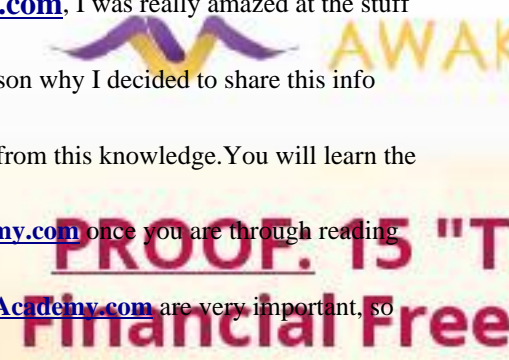 .com, I was really amazed at the stuff
AWAK
son why I decided to share this info
from this knowledge.You will learn the
my.com once you are through reading
PROOF: 15 "T
Academy.com are very important, so
Financial Free